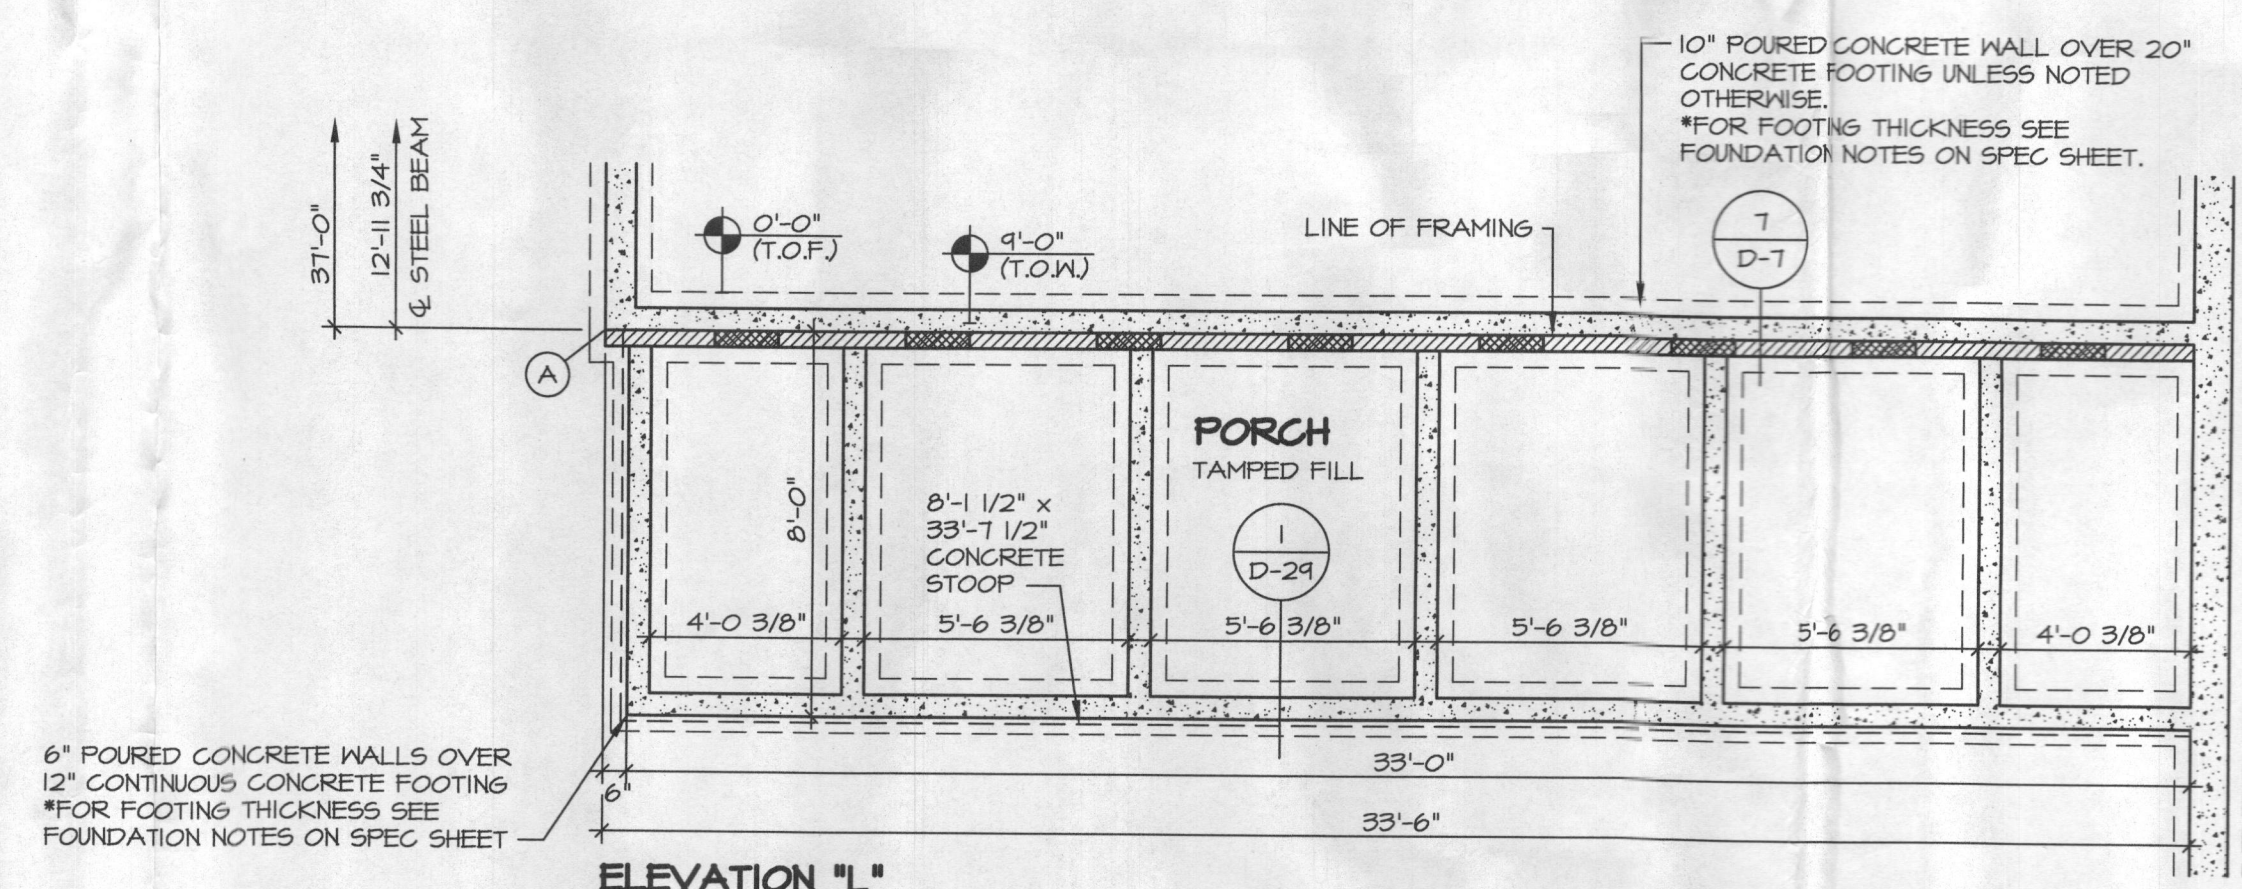 10" POURED CONCRETE WALL OVER 20"
CONCRETE FOOTING UNLESS NOTED
OTHERWISE.
*FOR FOOTING THICKNESS SEE
FOUNDATION NOTES ON SPEC SHEET.
37'-0"
12'-11 3/4"
℄ STEEL BEAM
0'-0"
(T.O.F.)
9'-0"
(T.O.W.)
LINE OF FRAMING
7
D-7
A
PORCH
TAMPED FILL
8'-0"
8'-1 1/2" x
33'-7 1/2"
CONCRETE
STOOP
1
D-29
4'-0 3/8"
5'-6 3/8"
5'-6 3/8"
5'-6 3/8"
5'-6 3/8"
4'-0 3/8"
6" POURED CONCRETE WALLS OVER
12" CONTINUOUS CONCRETE FOOTING
*FOR FOOTING THICKNESS SEE
FOUNDATION NOTES ON SPEC SHEET
33'-0"
6"
33'-6"
ELEVATION "L"